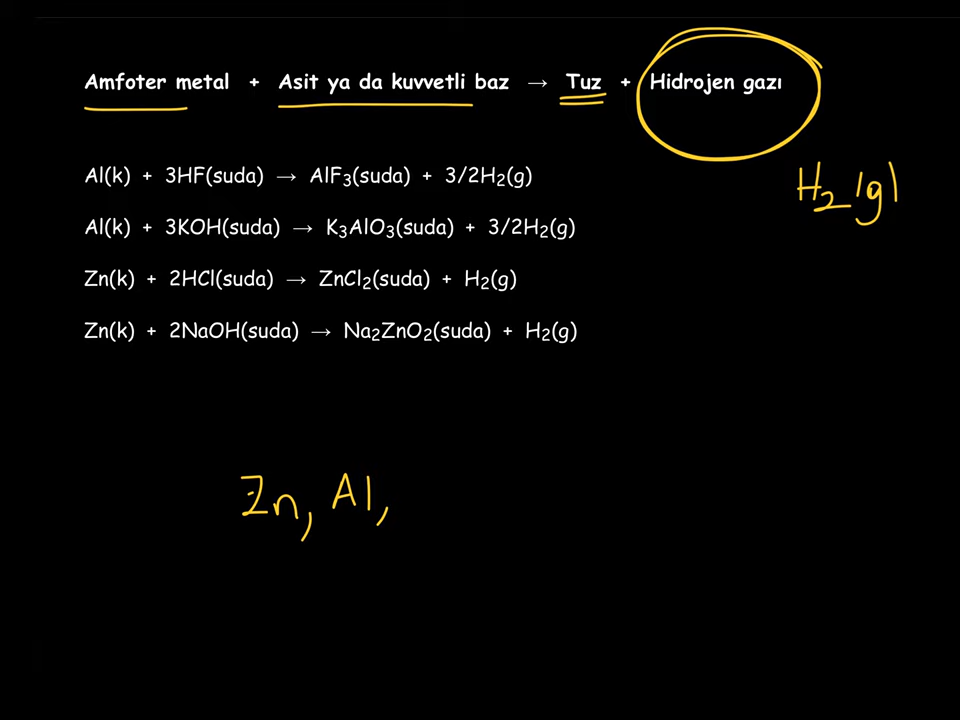 Amfoter metal + Asit ya da kuvvetli baz → Tuz + Hidrojen gazı
H₂(g)
Al(k) + 3HF(suda) → AlF₃(suda) + 3/2H₂(g)
Al(k) + 3KOH(suda) → K₃AlO₃(suda) + 3/2H₂(g)
Zn(k) + 2HCl(suda) → ZnCl₂(suda) + H₂(g)
Zn(k) + 2NaOH(suda) → Na₂ZnO₂(suda) + H₂(g)
Zn, Al,